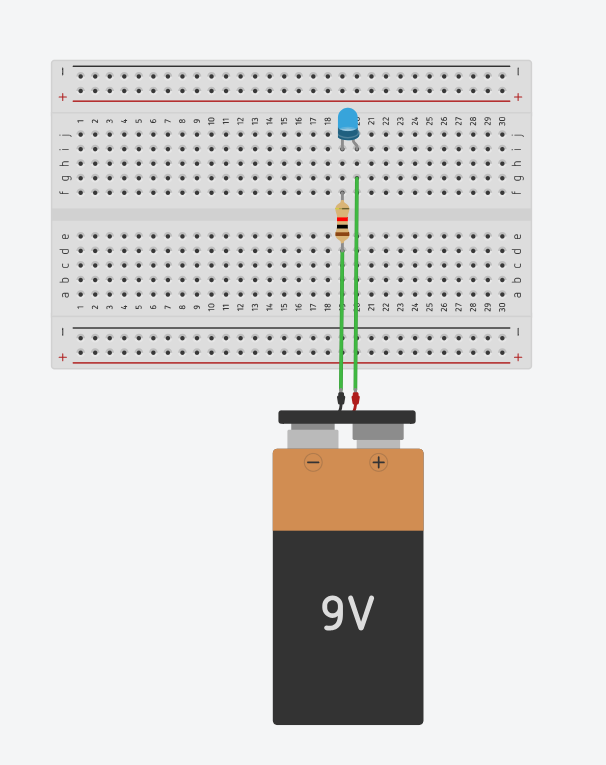 − −
+ +
1 2 3 4 5 6 7 8 9 10 11 12 13 14 15 16 17 18 20 21 22 23 24 25 26 27 28 29 30
j j
i i
h h
g g
f f
e e
d d
c c
b b
a a
1 2 3 4 5 6 7 8 9 10 11 12 13 14 15 16 17 18 19 20 21 22 23 24 25 26 27 28 29 30
− −
+ +
− +
9V